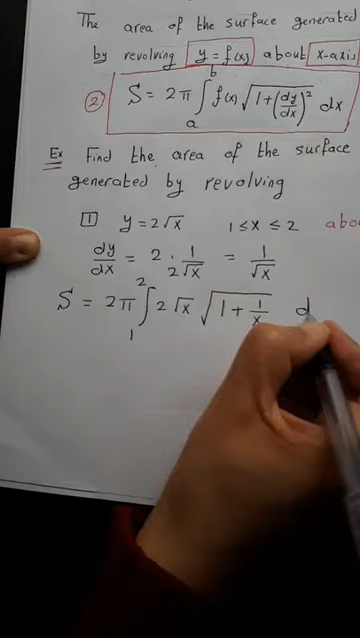 The area of the surface generated
by revolving y = f(x) about x-axis
② S = 2π ∫_a^b f(x) √(1+(dy/dx)²) dx
Ex Find the area of the surface
generated by revolving
1 y = 2√x 1 ≤ x ≤ 2 abo
dy/dx = 2 · 1/(2√x) = 1/√x
S = 2π ∫_1^2 2√x √(1 + 1/x) d